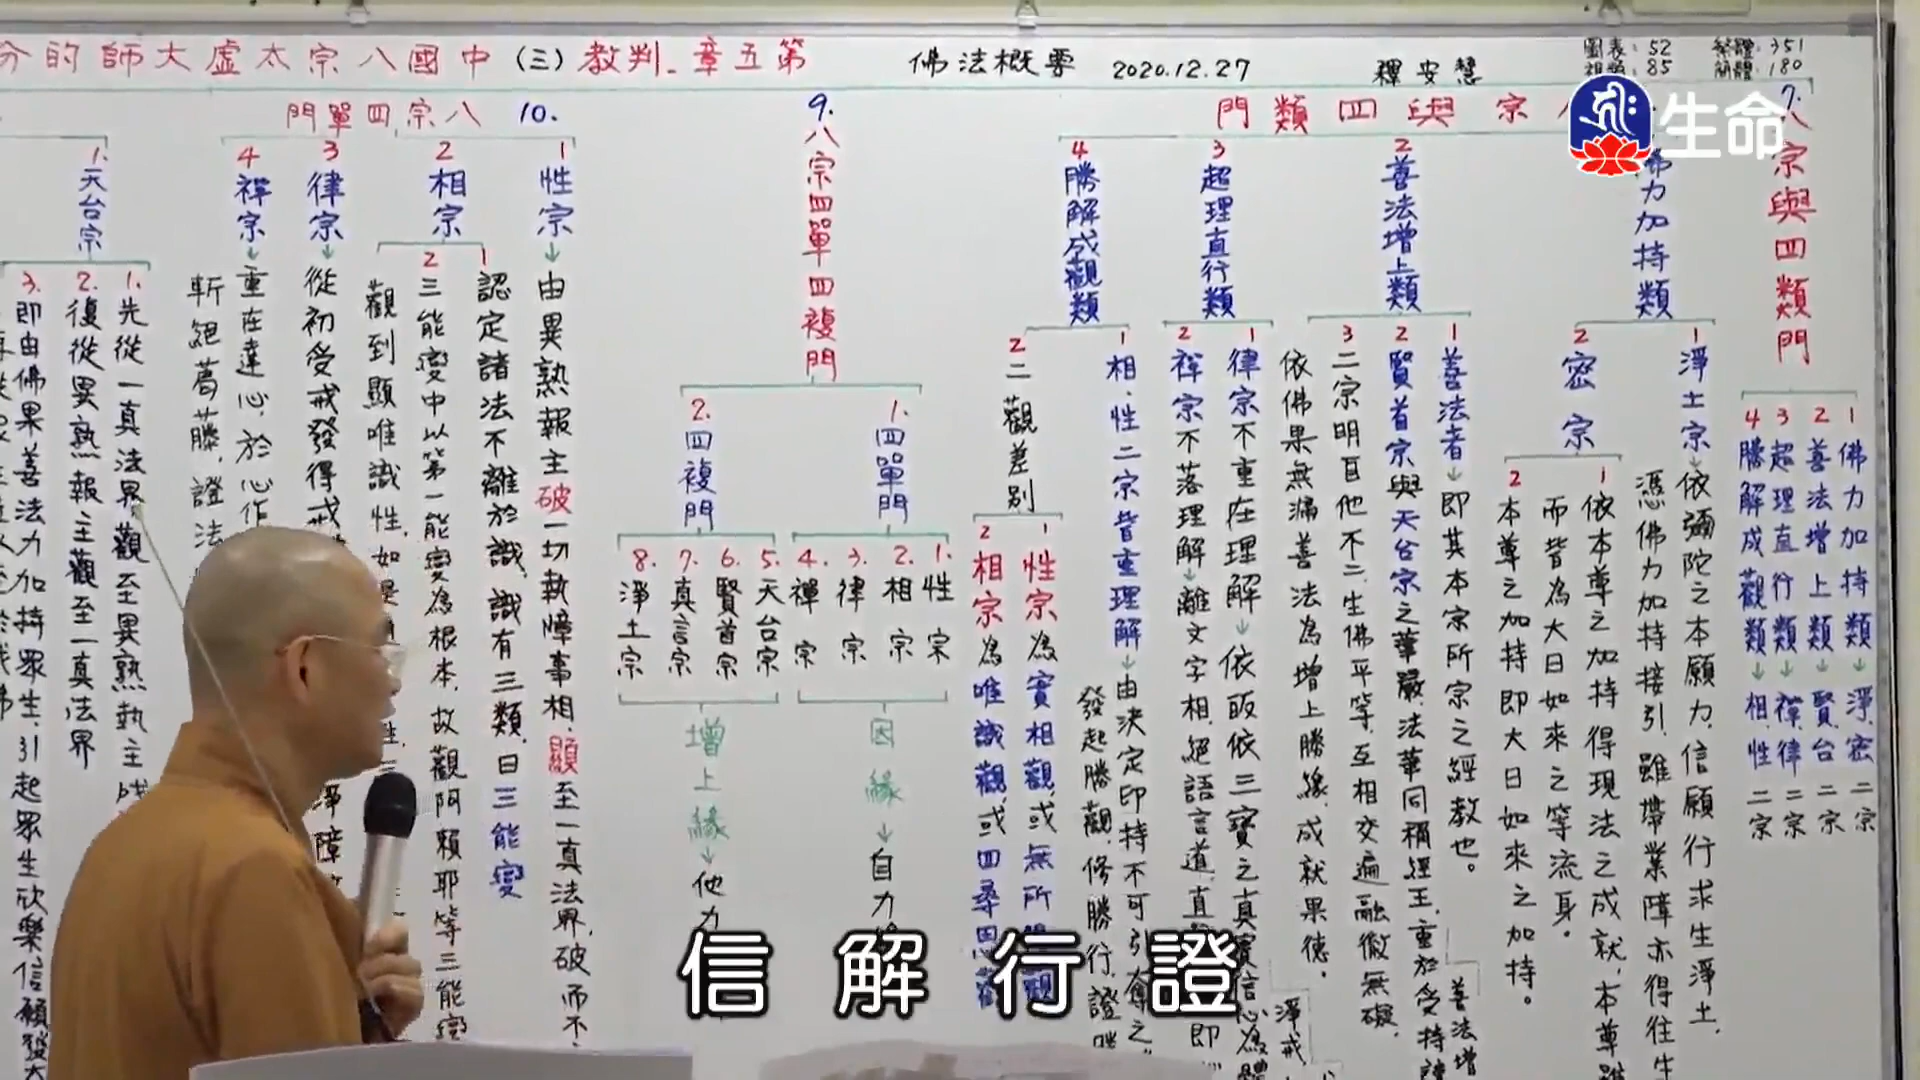 第五章_判教(三)中國八宗太虛大師的分
佛法概要
2020.12.27
釋安慧
圖表:52
繁體:351
簡體:180
生命
7.
八宗與四類門
1 佛力加持類→淨.密二宗
2 善法增上類→賢.台二宗
3 超理直行類→禪.律二宗
4 勝解成觀類→相.性二宗
佛力加持類
1 淨土宗→依彌陀之本願力,信願行求生淨土.
憑佛力加持接引,雖帶業障亦得往生
2 密宗
1 依本尊之加持得現法之成就,本尊
而皆為大日如來之等流身。
2 本尊之加持即大日如來之加持。
2 善法增上類
1 善法者→即其本宗所宗之經教也。
2 賢首宗與天台宗之華嚴.法華同稱經王,重於受持
3 二宗明自他不二,生佛平等,互相交遍融徹無礙.
依佛果無漏善法為增上勝緣,成就果德.
善法增
3 超理直行類
1 律宗不重在理解→依皈依三寶之真實信心為體
淨戒,
2 禪宗不落理解→離文字相,絕語言道,直
即
4 勝解成觀類
1 相.性二宗皆重理解→由決定印持不可引奪之
發起勝觀,修勝行,證
2 二觀差別
1 性宗為實相觀,或無所
2 相宗為唯識觀,或四尋思觀
9.
八宗四單四複門
1. 四單門
1. 性宗
2. 相宗
3. 律宗
4. 禪宗
因緣→自力
2. 四複門
5. 天台宗
6. 賢首宗
7. 真言宗
8. 淨土宗
增上緣→他力
10. 八宗四單門
1 性宗→由異熟報主破一切執障事相,顯至一真法界,破而不
2 相宗
1 認定諸法不離於識,識有三類,曰三能變
2 三能變中以第一能變為根本,故觀阿賴耶等三能變
觀到顯唯識性,如是
3 律宗→從初受戒發得戒
淨障
4 禪宗→重在達心,於心作
斬絕葛藤,證法
1. 天台宗
1. 先從一真法界觀至異熟報主成
2. 復從異熟報主觀至一真法界
3. 即由佛果善法力加持眾生,引起眾生欣樂信願發大
信解行證